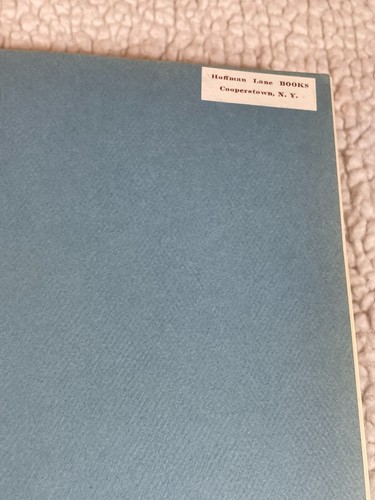 Hoffman Lane BOOKS
Cooperstown, N. Y.